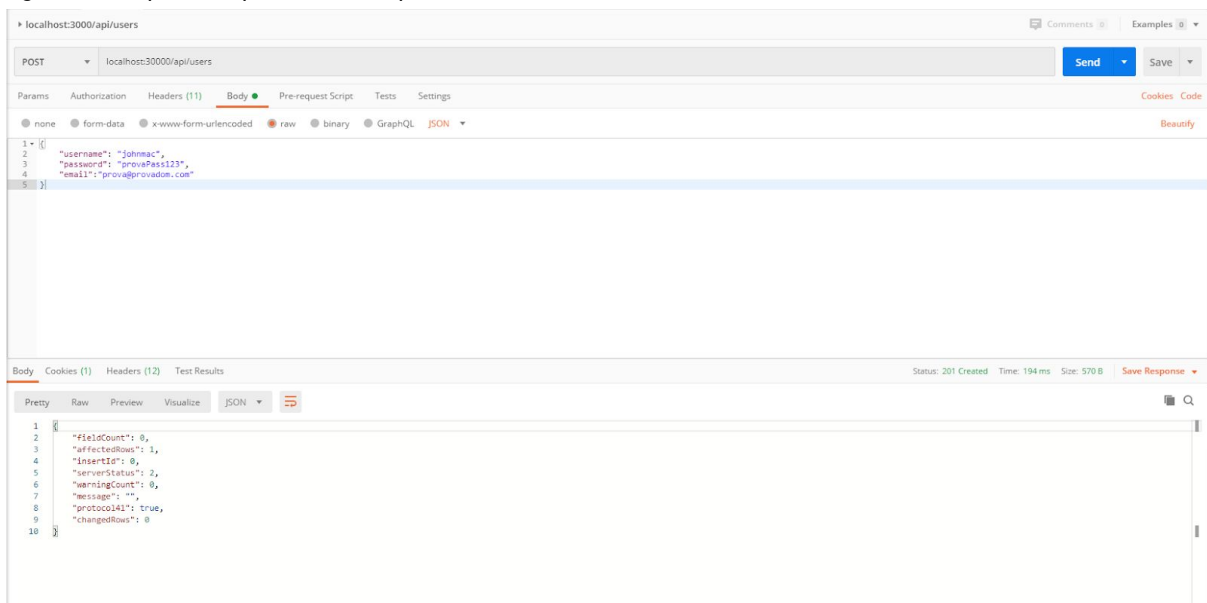 localhost:3000/api/users Comments 0 Examples 0
POST localhost:30000/api/users Send Save
Params Authorization Headers (11) Body Pre-request Script Tests Settings Cookies Code
none form-data x-www-form-urlencoded raw binary GraphQL JSON Beautify
1 {
2 "username": "johnmac",
3 "password": "provaPass123",
4 "email":"prova@provadom.com"
5 }
Body Cookies (1) Headers (12) Test Results Status: 201 Created Time: 194 ms Size: 570 B Save Response
Pretty Raw Preview Visualize JSON
1 {
2 "fieldCount": 0,
3 "affectedRows": 1,
4 "insertId": 0,
5 "serverStatus": 2,
6 "warningCount": 0,
7 "message": "",
8 "protocol41": true,
9 "changedRows": 0
10 }